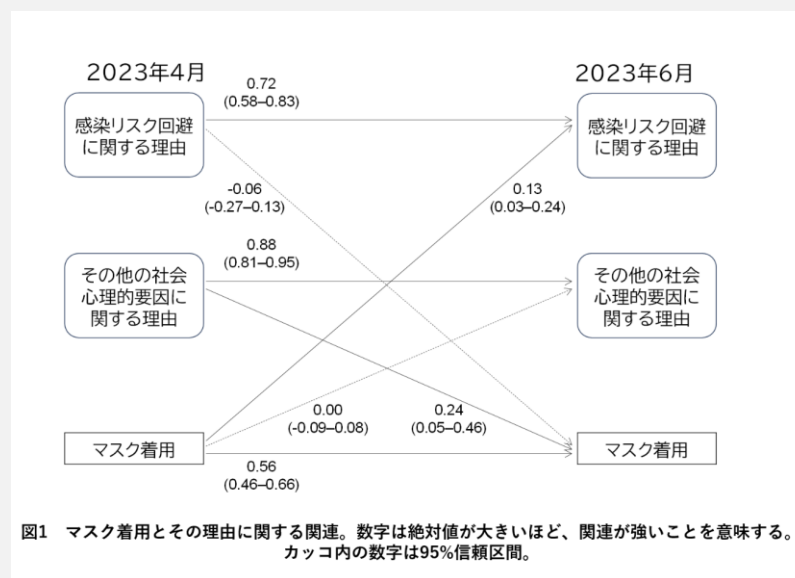 2023年4月
2023年6月
0.72
(0.58–0.83)
感染リスク回避
に関する理由
感染リスク回避
に関する理由
-0.06
(-0.27–0.13)
0.13
(0.03–0.24)
0.88
(0.81–0.95)
その他の社会
心理的要因に
関する理由
その他の社会
心理的要因に
関する理由
0.00
(-0.09–0.08)
0.24
(0.05–0.46)
マスク着用
マスク着用
0.56
(0.46–0.66)
図1 マスク着用とその理由に関する関連。数字は絶対値が大きいほど、関連が強いことを意味する。
カッコ内の数字は95%信頼区間。